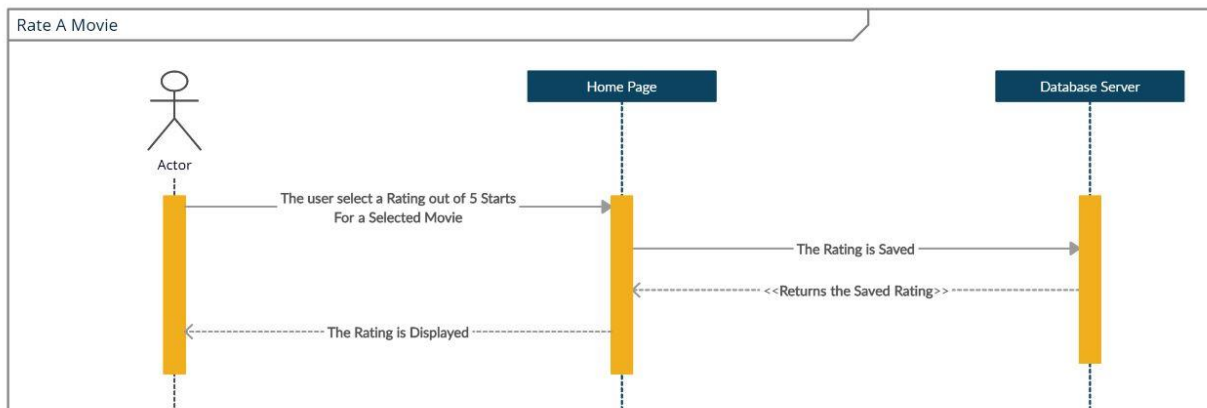 Rate A Movie
Home Page
Database Server
Actor
The user select a Rating out of 5 Starts
For a Selected Movie
The Rating is Saved
<<Returns the Saved Rating>>
The Rating is Displayed